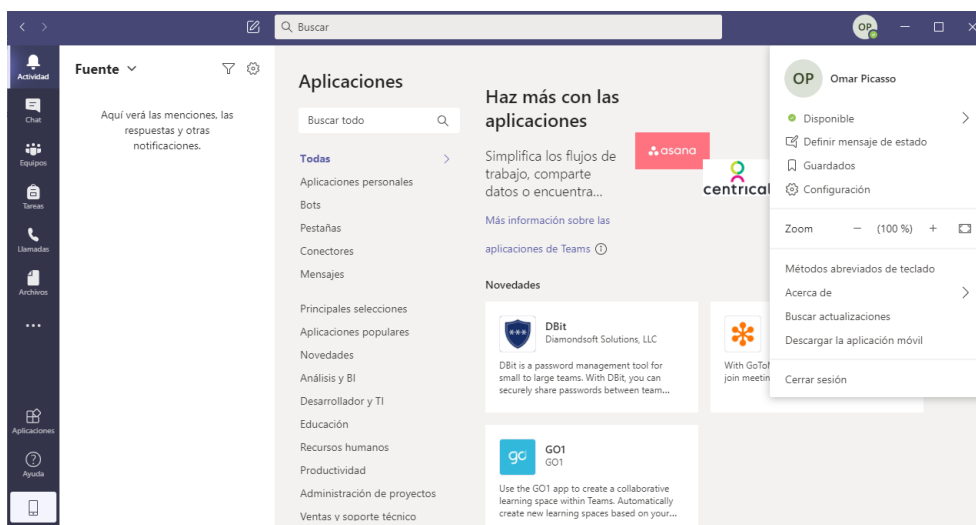 Buscar
OP
Actividad
Chat
Equipos
Tareas
Llamadas
Archivos
Aplicaciones
Ayuda
Fuente
Aquí verá las menciones, las
respuestas y otras
notificaciones.
Aplicaciones
Buscar todo
Todas
Aplicaciones personales
Bots
Pestañas
Conectores
Mensajes
Principales selecciones
Aplicaciones populares
Novedades
Análisis y BI
Desarrollador y TI
Educación
Recursos humanos
Productividad
Administración de proyectos
Ventas y soporte técnico
Haz más con las
aplicaciones
Simplifica los flujos de
trabajo, comparte
datos o encuentra...
Más información sobre las
aplicaciones de Teams
asana
centrical
Novedades
DBit
Diamondsoft Solutions, LLC
DBit is a password management tool for
small to large teams. With DBit, you can
securely share passwords between team...
With
join
go
GO1
GO1
Use the GO1 app to create a collaborative
learning space within Teams. Automatically
create new learning spaces based on your...
OP Omar Picasso
Disponible
Definir mensaje de estado
Guardados
Configuración
Zoom − (100 %) +
Métodos abreviados de teclado
Acerca de
Buscar actualizaciones
Descargar la aplicación móvil
Cerrar sesión